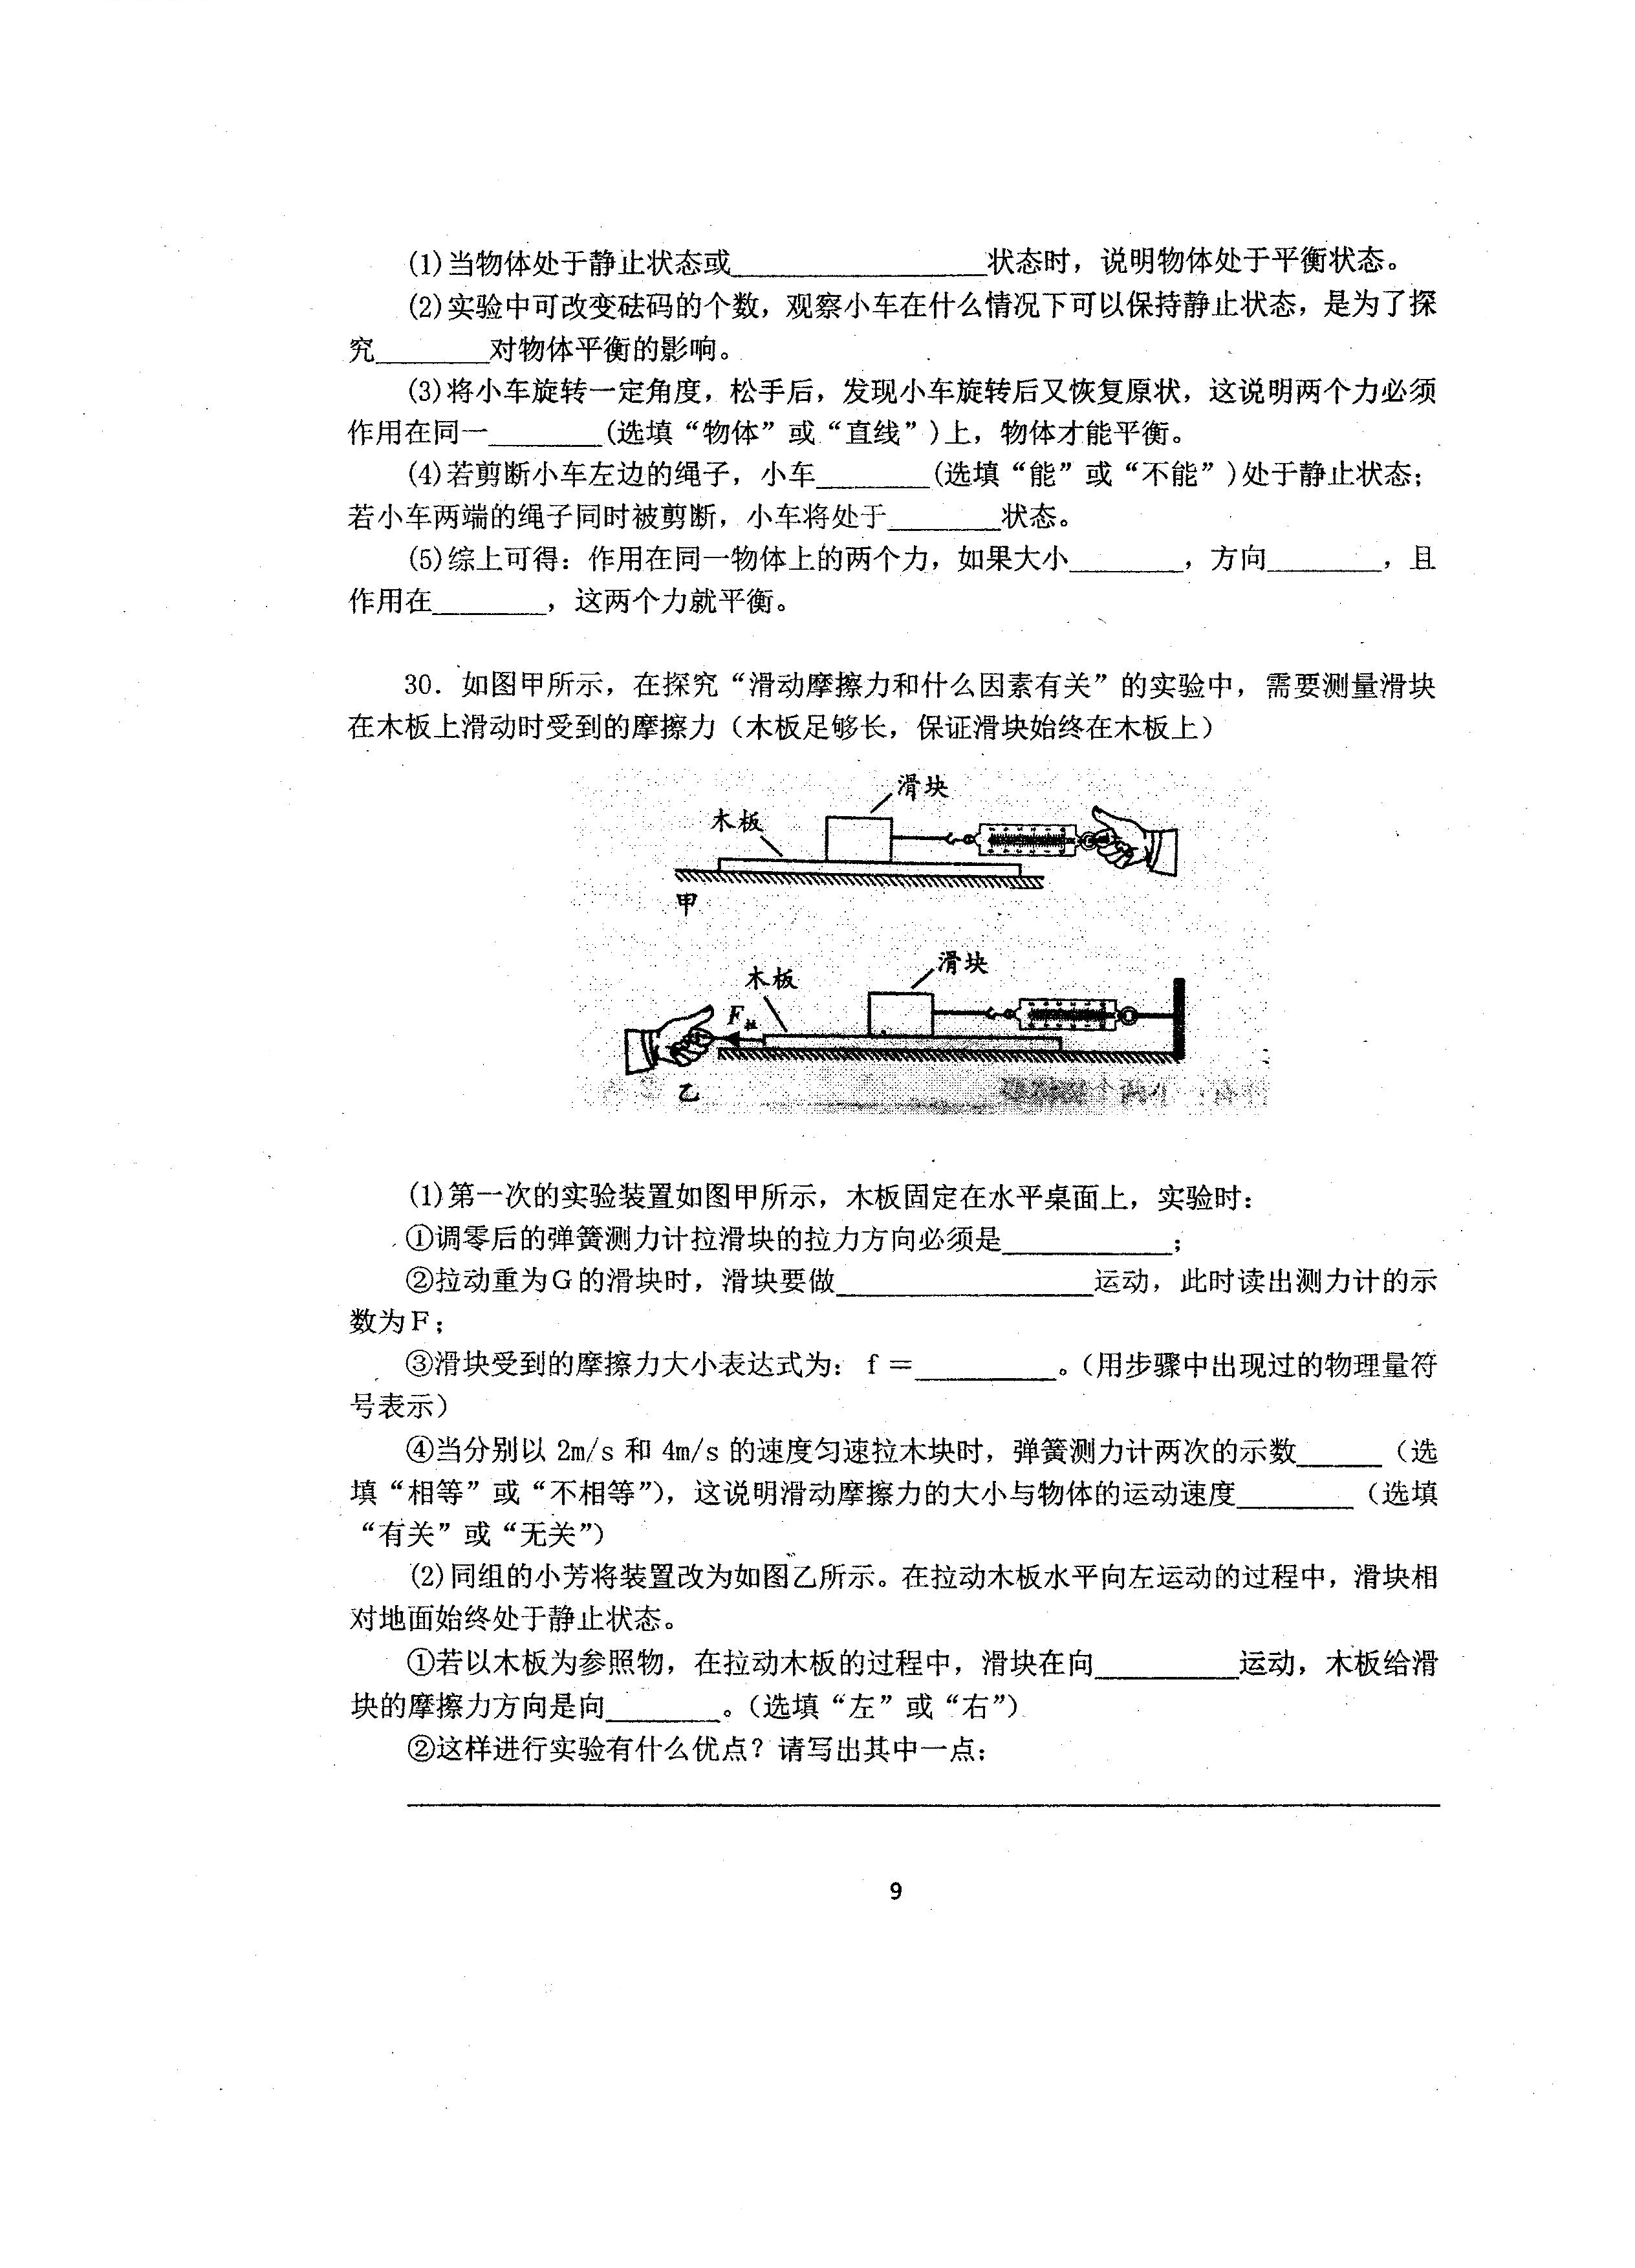 (1)当物体处于静止状态或__________________状态时，说明物体处于平衡状态。
(2)实验中可改变砝码的个数，观察小车在什么情况下可以保持静止状态，是为了探
究________对物体平衡的影响。
(3)将小车旋转一定角度，松手后，发现小车旋转后又恢复原状，这说明两个力必须
作用在同一________(选填“物体”或“直线”)上，物体才能平衡。
(4)若剪断小车左边的绳子，小车________(选填“能”或“不能”)处于静止状态；
若小车两端的绳子同时被剪断，小车将处于________状态。
(5)综上可得：作用在同一物体上的两个力，如果大小________，方向________，且
作用在________，这两个力就平衡。
30．如图甲所示，在探究“滑动摩擦力和什么因素有关”的实验中，需要测量滑块
在木板上滑动时受到的摩擦力（木板足够长，保证滑块始终在木板上）
滑块
木板
甲
滑块
木板
F拉
乙
(1)第一次的实验装置如图甲所示，木板固定在水平桌面上，实验时：
①调零后的弹簧测力计拉滑块的拉力方向必须是____________；
②拉动重为G的滑块时，滑块要做__________________运动，此时读出测力计的示
数为F；
③滑块受到的摩擦力大小表达式为：f＝__________。（用步骤中出现过的物理量符
号表示）
④当分别以 2m/s 和 4m/s 的速度匀速拉木块时，弹簧测力计两次的示数______（选
填“相等”或“不相等”），这说明滑动摩擦力的大小与物体的运动速度________（选填
“有关”或“无关”）
(2)同组的小芳将装置改为如图乙所示。在拉动木板水平向左运动的过程中，滑块相
对地面始终处于静止状态。
①若以木板为参照物，在拉动木板的过程中，滑块在向__________运动，木板给滑
块的摩擦力方向是向________。（选填“左”或“右”）
②这样进行实验有什么优点？请写出其中一点：
9